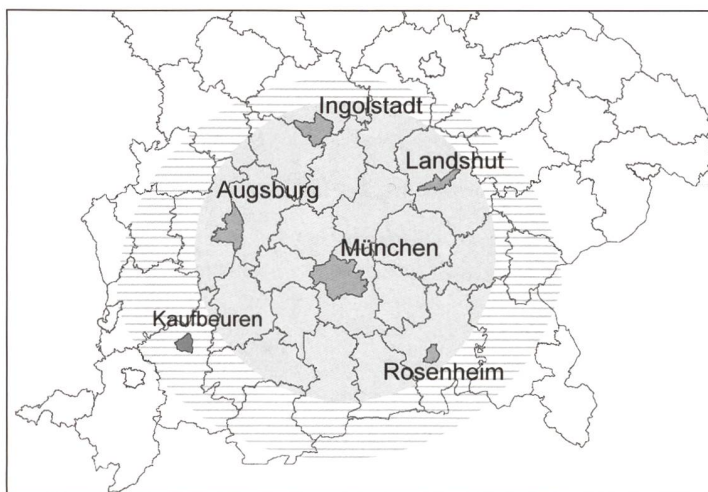 Ingolstadt
Landshut
Augsburg
München
Kaufbeuren
Rosenheim